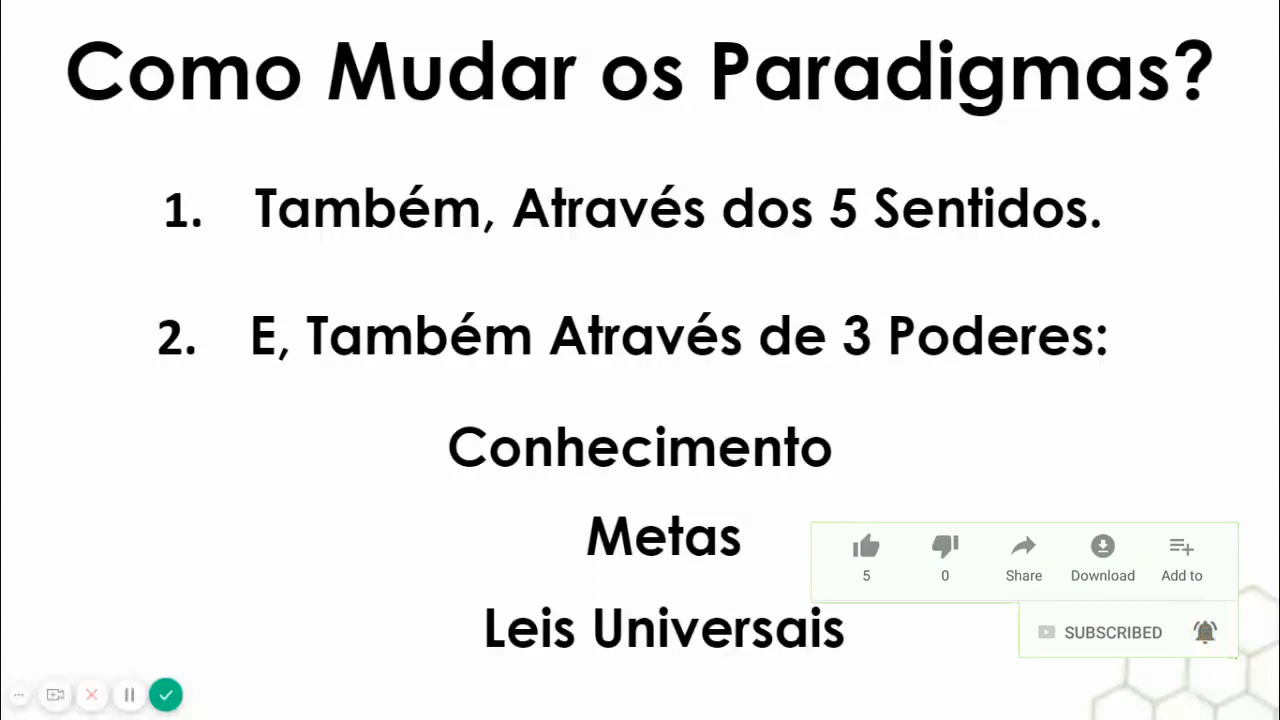 Como Mudar os Paradigmas?
1. Também, Através dos 5 Sentidos.
2. E, Também Através de 3 Poderes:
Conhecimento
Metas
Leis Universais
5 0 Share Download Add to
SUBSCRIBED